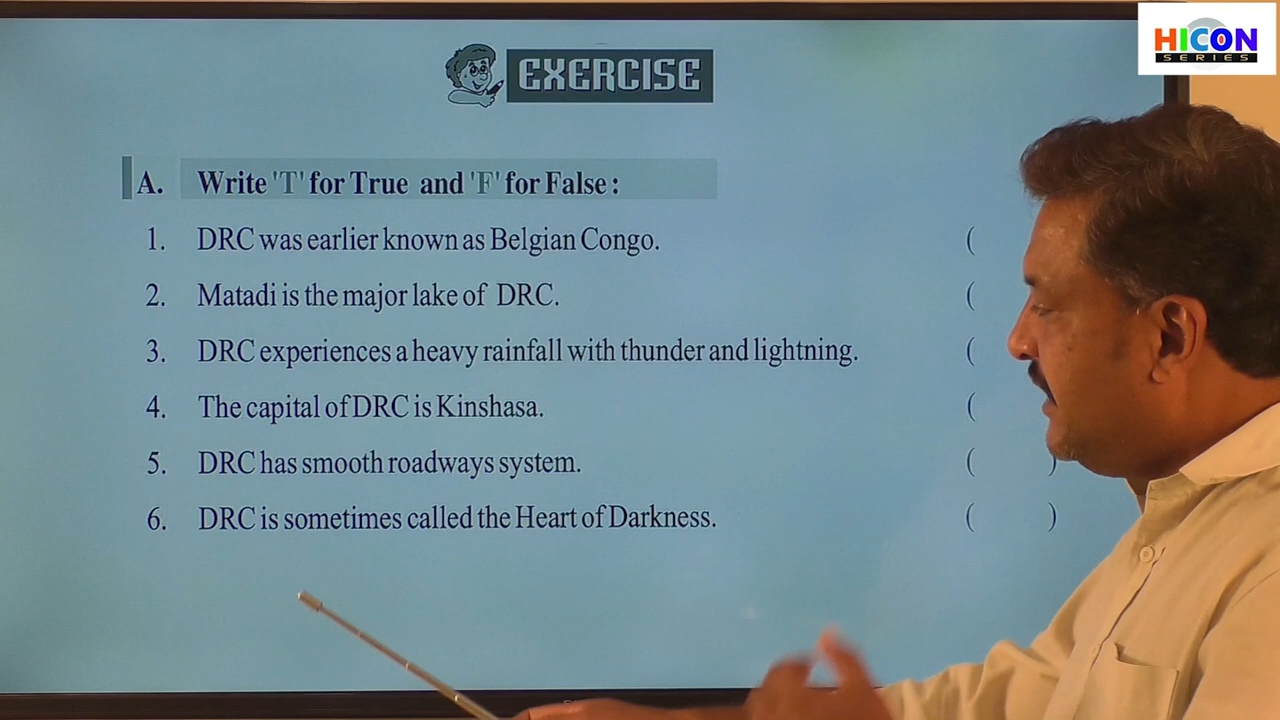 HICON
SERIES
EXERCISE
A. Write 'T' for True and 'F' for False :
1. DRC was earlier known as Belgian Congo. (
2. Matadi is the major lake of DRC. (
3. DRC experiences a heavy rainfall with thunder and lightning. (
4. The capital of DRC is Kinshasa. (
5. DRC has smooth roadways system. ( )
6. DRC is sometimes called the Heart of Darkness. ( )